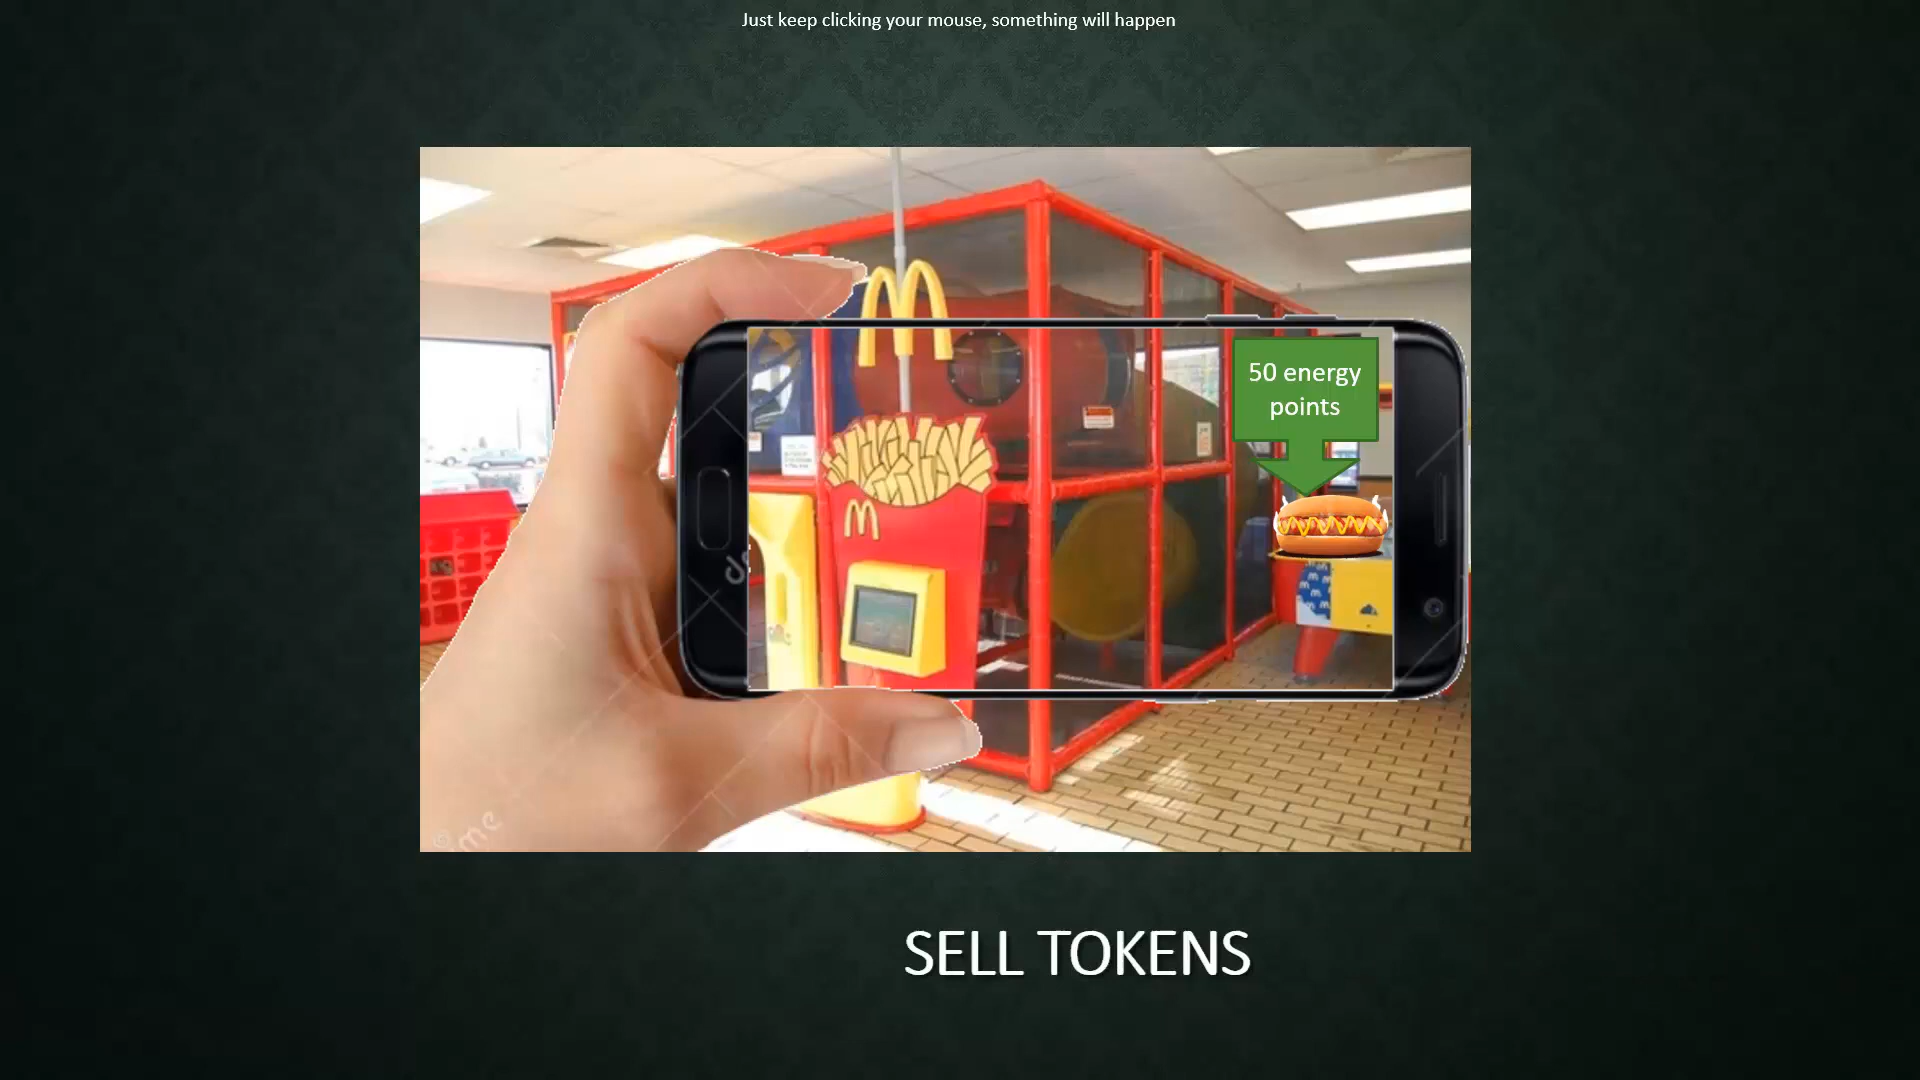 Just keep clicking your mouse, something will happen
50 energy
points
SELL TOKENS